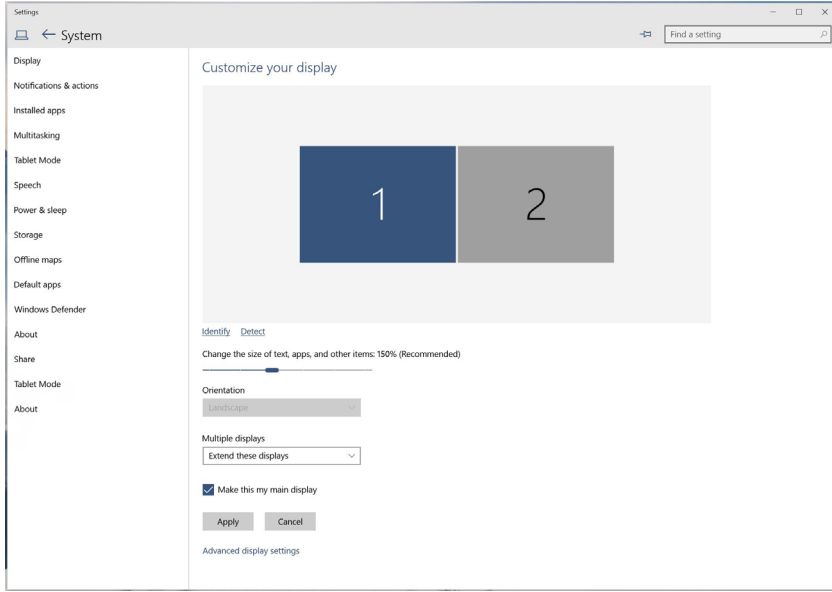 Settings
System
Find a setting
Display
Notifications & actions
Installed apps
Multitasking
Tablet Mode
Speech
Power & sleep
Storage
Offline maps
Default apps
Windows Defender
About
Share
Tablet Mode
About
Customize your display
1 2
Identify Detect
Change the size of text, apps, and other items: 150% (Recommended)
Orientation
Landscape
Multiple displays
Extend these displays
Make this my main display
Apply Cancel
Advanced display settings